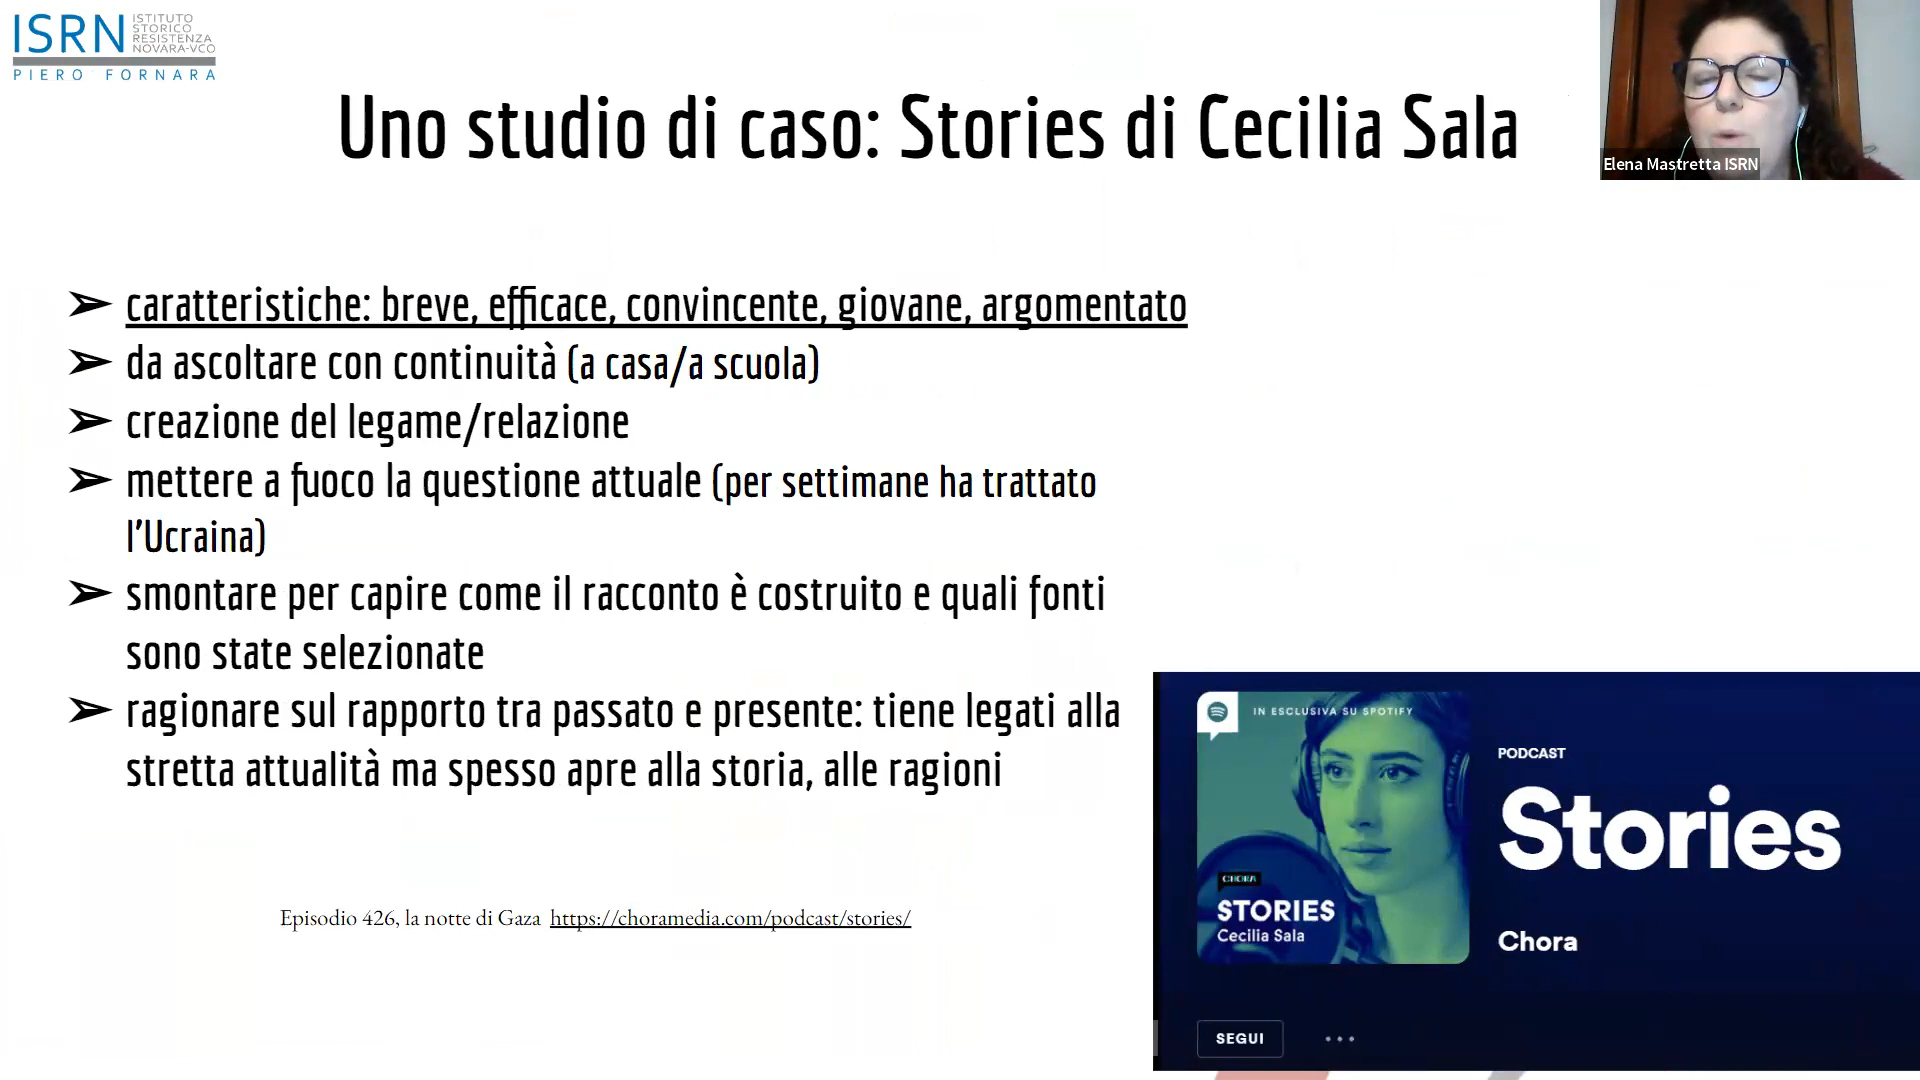 ISRN
ISTITUTO
STORICO
RESISTENZA
NOVARA-VCO
PIERO FORNARA
Uno studio di caso: Stories di Cecilia Sala
Elena Mastretta ISRN
➢ caratteristiche: breve, efficace, convincente, giovane, argomentato
➢ da ascoltare con continuità (a casa/a scuola)
➢ creazione del legame/relazione
➢ mettere a fuoco la questione attuale (per settimane ha trattato
l’Ucraina)
➢ smontare per capire come il racconto è costruito e quali fonti
sono state selezionate
➢ ragionare sul rapporto tra passato e presente: tiene legati alla
stretta attualità ma spesso apre alla storia, alle ragioni
Episodio 426, la notte di Gaza https://choramedia.com/podcast/stories/
IN ESCLUSIVA SU SPOTIFY
CHORA
STORIES
Cecilia Sala
PODCAST
Stories
Chora
SEGUI